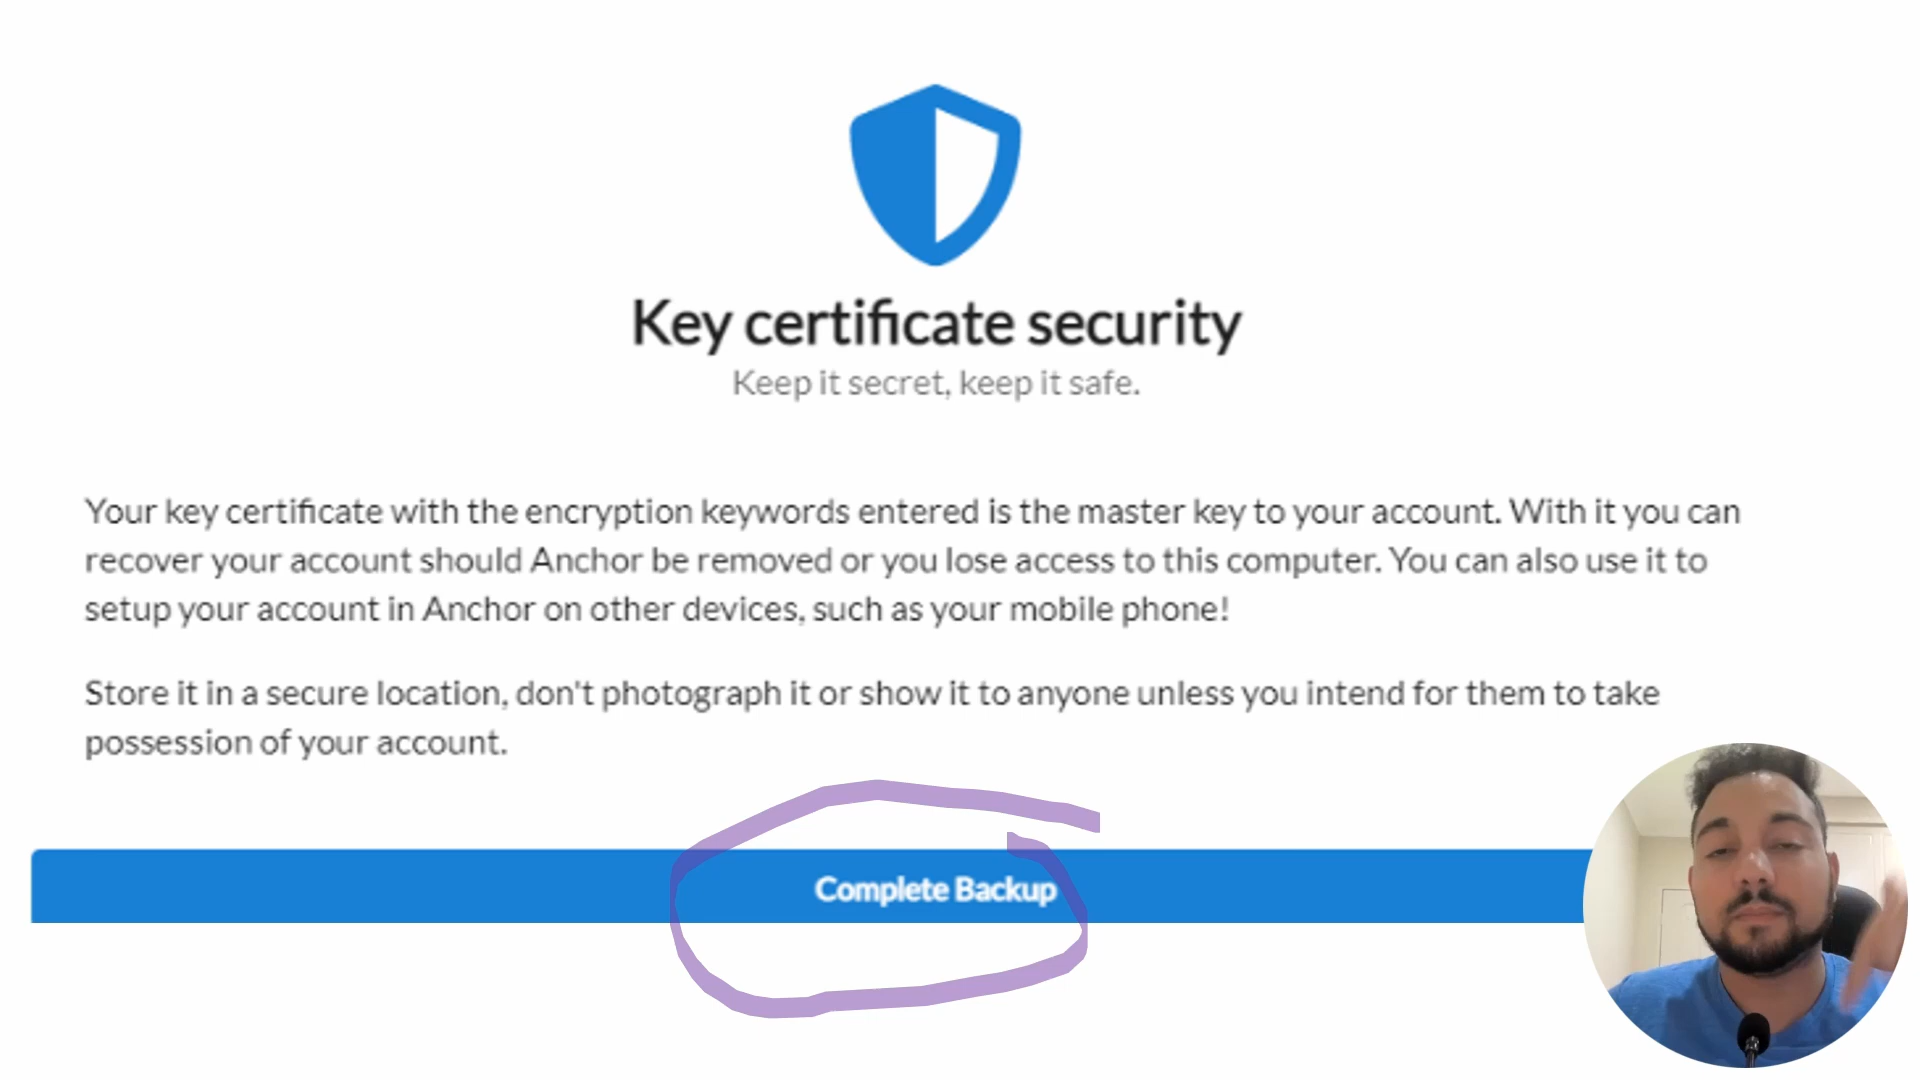 Key certificate security
Keep it secret, keep it safe.
Your key certificate with the encryption keywords entered is the master key to your account. With it you can
recover your account should Anchor be removed or you lose access to this computer. You can also use it to
setup your account in Anchor on other devices, such as your mobile phone!
Store it in a secure location, don't photograph it or show it to anyone unless you intend for them to take
possession of your account.
Complete Backup